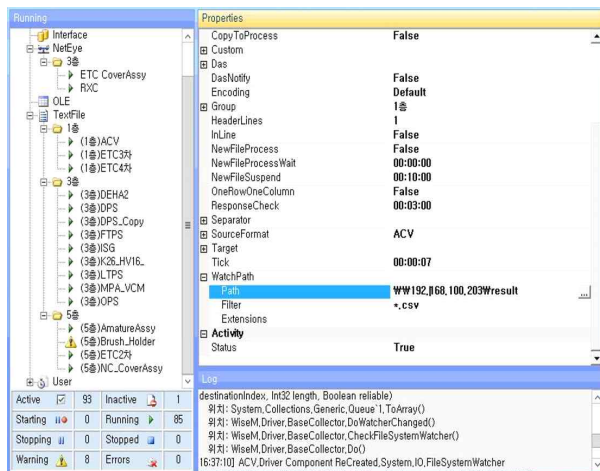 Running
Interface
NetEye
3층
ETC CoverAssy
RXC
OLE
TextFile
1층
(1층)ACV
(1층)ETC3차
(1층)ETC4차
3층
(3층)DEHA2
(3층)DPS
(3층)DPS_Copy
(3층)FTPS
(3층)ISG
(3층)K26_HV16_
(3층)LTPS
(3층)MPA_VCM
(3층)OPS
5층
(5층)AmatureAssy
(5층)Brush_Holder
(5층)ETC2차
(5층)NC_CoverAssy
User
Active 93 Inactive 1
Starting 0 Running 85
Stopping 0 Stopped 0
Warning 8 Errors 0
Properties
CopyToProcess False
Custom
Das
DasNotify False
Encoding Default
Group 1층
HeaderLines 1
InLine False
NewFileProcess False
NewFileProcessWait 00:00:00
NewFileSuspend 00:10:00
OneRowOneColumn False
ResponseCheck 00:03:00
Separator
SourceFormat ACV
Target
Tick 00:00:07
WatchPath
Path ₩₩192,168,100,203₩result ...
Filter *.csv
Extensions
Activity
Status True
Log
destinationIndex, Int32 length, Boolean reliable)
위치: System,Collections,Generic,Queue`1,ToArray()
위치: WiseM,Driver,BaseCollector,DoWatcherChanged()
위치: WiseM,Driver,BaseCollector,CheckFileSystemWatcher()
위치: WiseM,Driver,BaseCollector,Do()
16:37:10] ACV,Driver Component ReCreated,System,IO,FileSystemWatcher